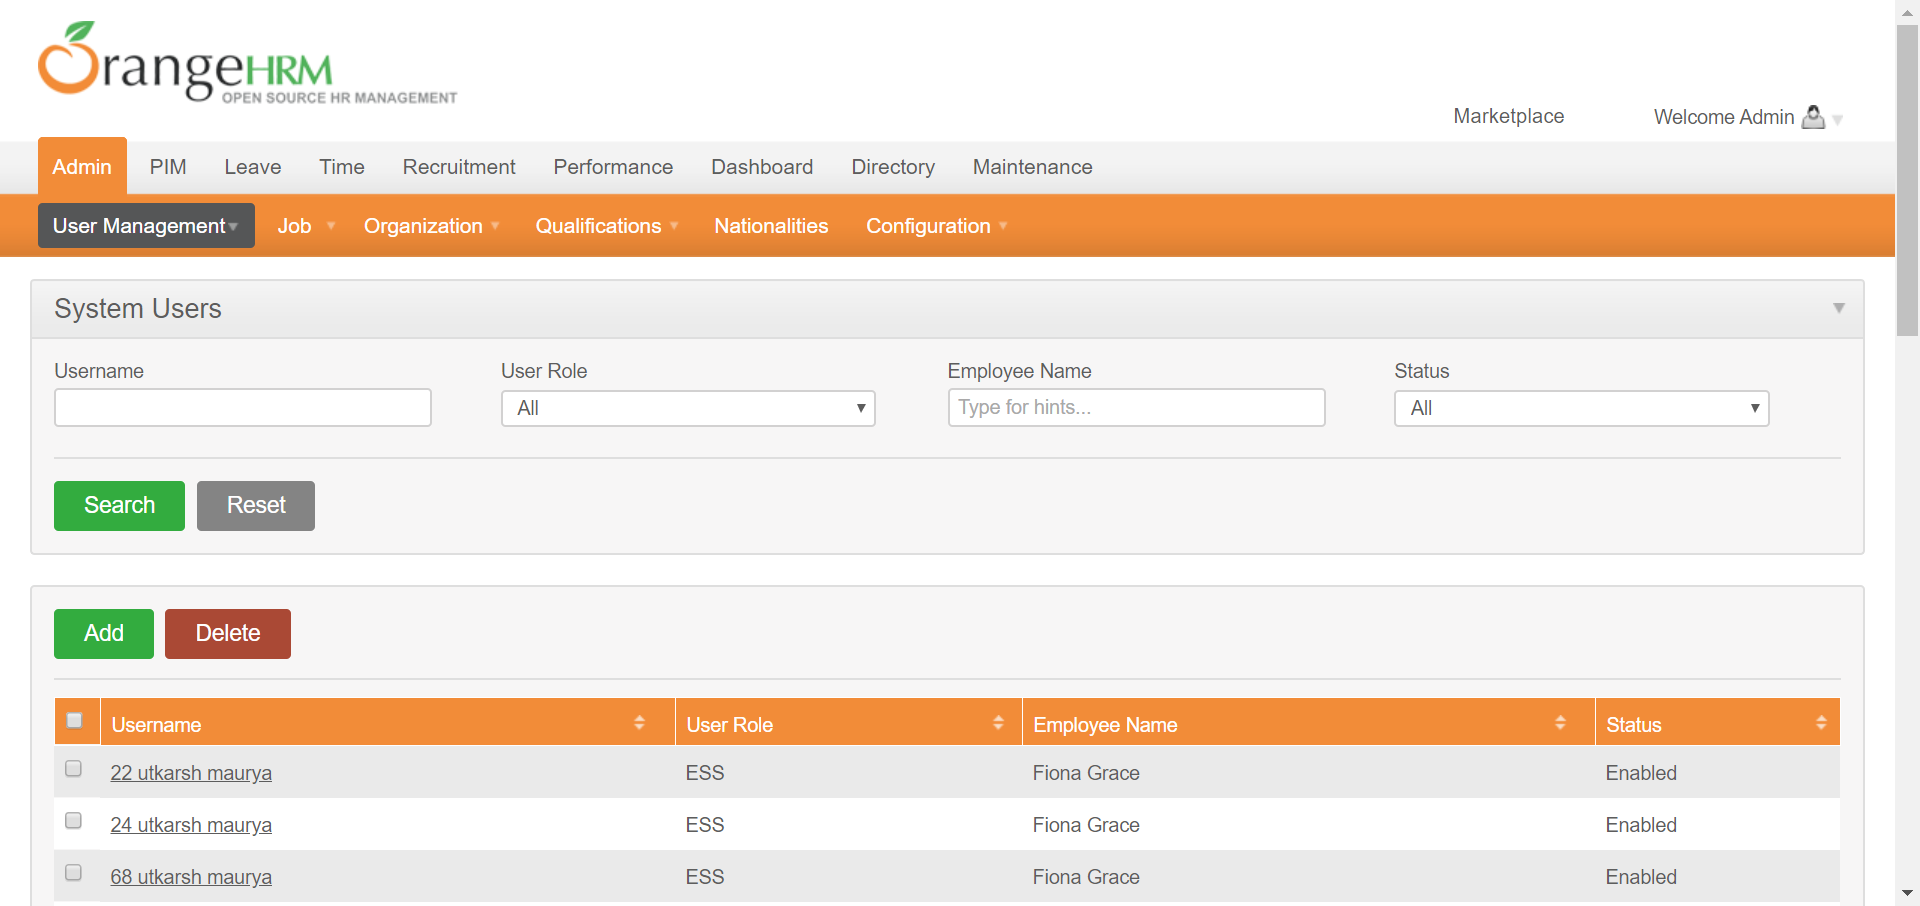 OrangeHRM
OPEN SOURCE HR MANAGEMENT
Marketplace Welcome Admin
Admin PIM Leave Time Recruitment Performance Dashboard Directory Maintenance
User Management Job Organization Qualifications Nationalities Configuration
System Users
Username User Role Employee Name Status
All Type for hints... All
Search Reset
Add Delete
Username User Role Employee Name Status
22 utkarsh maurya ESS Fiona Grace Enabled
24 utkarsh maurya ESS Fiona Grace Enabled
68 utkarsh maurya ESS Fiona Grace Enabled